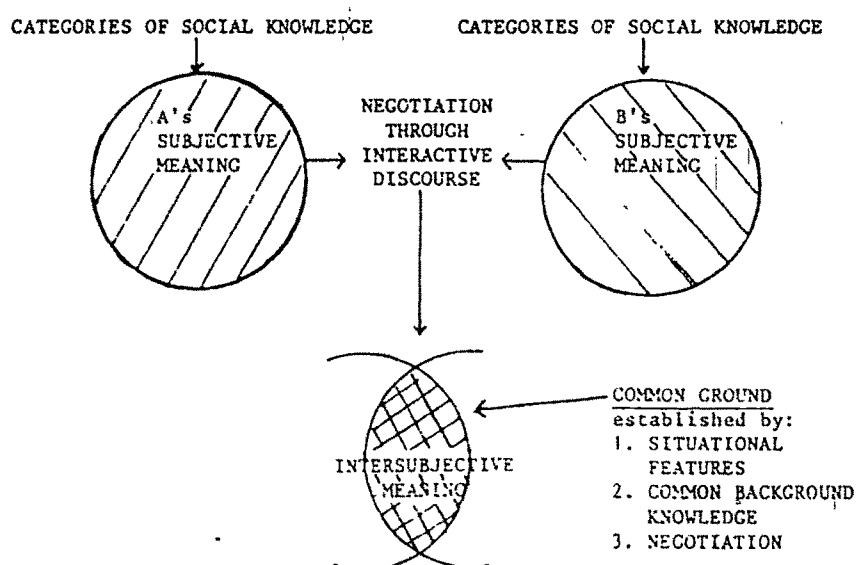 CATEGORIES OF SOCIAL KNOWLEDGE
CATEGORIES OF SOCIAL KNOWLEDGE
A's
SUBJECTIVE
MEANING
NEGOTIATION
THROUGH
INTERACTIVE
DISCOURSE
B's
SUBJECTIVE
MEANING
INTERSUBJECTIVE
MEANING
COMMON GROUND
established by:
1. SITUATIONAL
FEATURES
2. COMMON BACKGROUND
KNOWLEDGE
3. NEGOTIATION